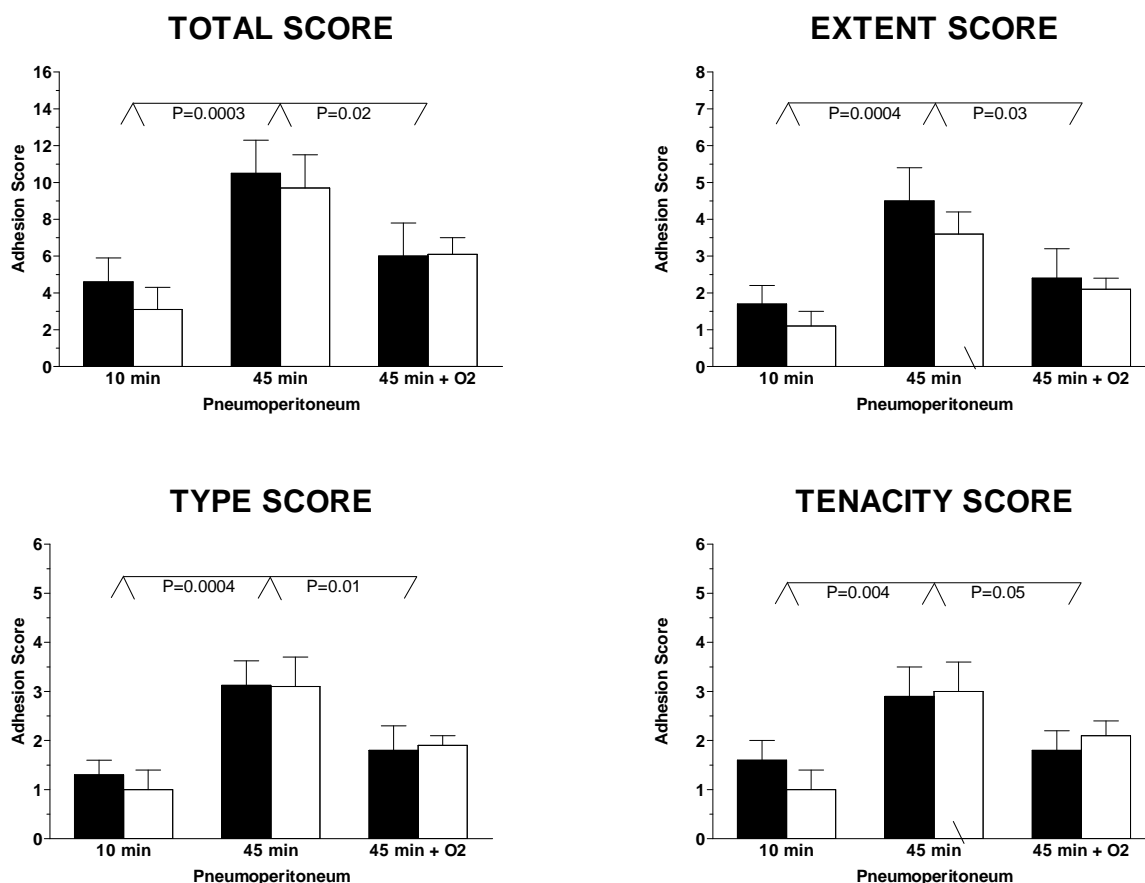 TOTAL SCORE
16
14
12
10
8
6
4
2
0
Adhesion Score
P=0.0003 P=0.02
10 min 45 min 45 min + O2
Pneumoperitoneum
EXTENT SCORE
8
7
6
5
4
3
2
1
0
Adhesion Score
P=0.0004 P=0.03
10 min 45 min 45 min + O2
Pneumoperitoneum
TYPE SCORE
6
5
4
3
2
1
0
Adhesion Score
P=0.0004 P=0.01
10 min 45 min 45 min + O2
Pneumoperitoneum
TENACITY SCORE
6
5
4
3
2
1
0
Adhesion Score
P=0.004 P=0.05
10 min 45 min 45 min + O2
Pneumoperitoneum